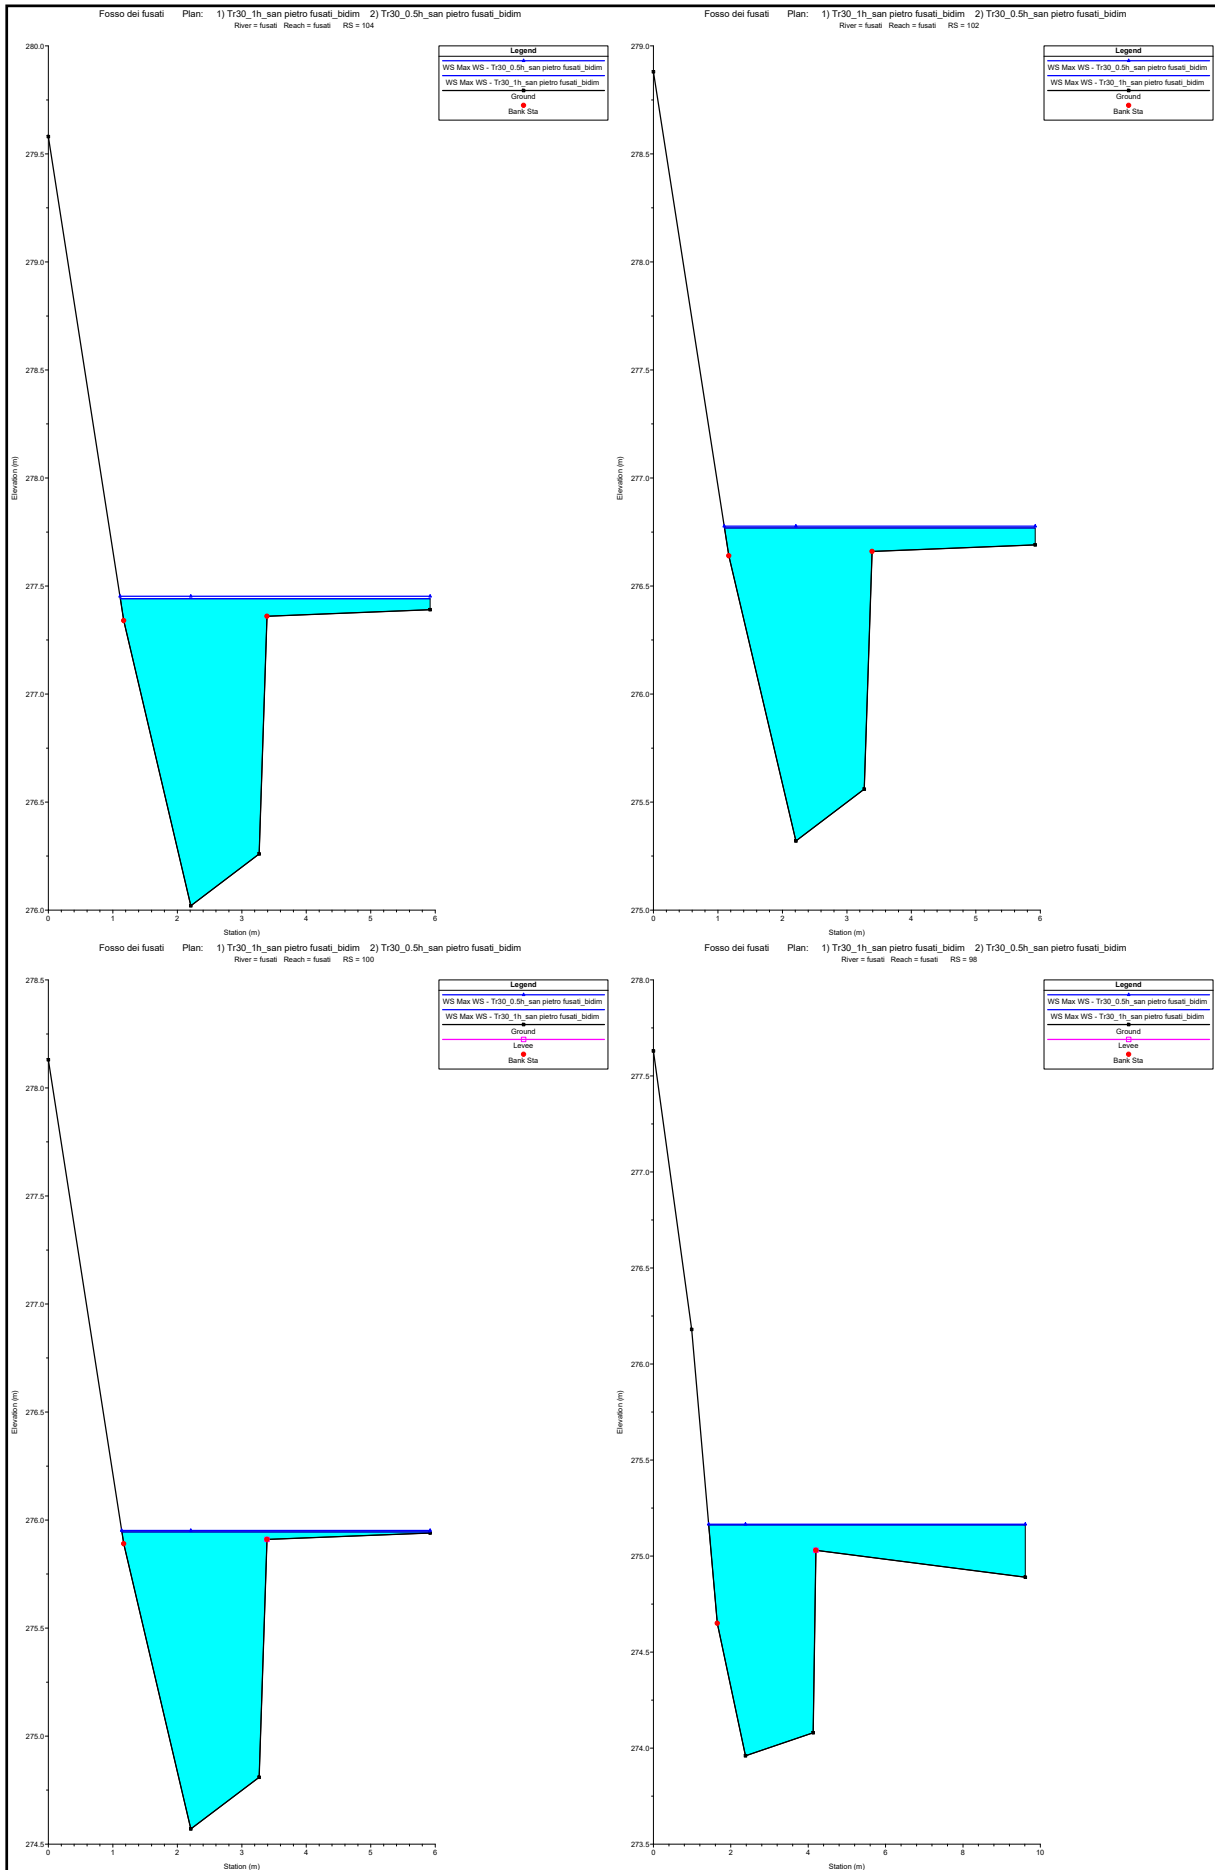 Fosso dei fusati Plan: 1) Tr30_1h_san pietro fusati_bidim 2) Tr30_0.5h_san pietro fusati_bidim
River = fusati Reach = fusati RS = 104
Legend
WS Max WS - Tr30_0.5h_san pietro fusati_bidim
WS Max WS - Tr30_1h_san pietro fusati_bidim
Ground
Bank Sta
280.0
279.5
279.0
278.5
278.0
277.5
277.0
276.5
276.0
Elevation (m)
0 1 2 3 4 5 6
Station (m)
Fosso dei fusati Plan: 1) Tr30_1h_san pietro fusati_bidim 2) Tr30_0.5h_san pietro fusati_bidim
River = fusati Reach = fusati RS = 102
Legend
WS Max WS - Tr30_0.5h_san pietro fusati_bidim
WS Max WS - Tr30_1h_san pietro fusati_bidim
Ground
Bank Sta
279.0
278.5
278.0
277.5
277.0
276.5
276.0
275.5
275.0
Elevation (m)
0 1 2 3 4 5 6
Station (m)
Fosso dei fusati Plan: 1) Tr30_1h_san pietro fusati_bidim 2) Tr30_0.5h_san pietro fusati_bidim
River = fusati Reach = fusati RS = 100
Legend
WS Max WS - Tr30_0.5h_san pietro fusati_bidim
WS Max WS - Tr30_1h_san pietro fusati_bidim
Ground
Levee
Bank Sta
278.5
278.0
277.5
277.0
276.5
276.0
275.5
275.0
274.5
Elevation (m)
0 1 2 3 4 5 6
Station (m)
Fosso dei fusati Plan: 1) Tr30_1h_san pietro fusati_bidim 2) Tr30_0.5h_san pietro fusati_bidim
River = fusati Reach = fusati RS = 98
Legend
WS Max WS - Tr30_0.5h_san pietro fusati_bidim
WS Max WS - Tr30_1h_san pietro fusati_bidim
Ground
Levee
Bank Sta
278.0
277.5
277.0
276.5
276.0
275.5
275.0
274.5
274.0
273.5
Elevation (m)
0 2 4 6 8 10
Station (m)